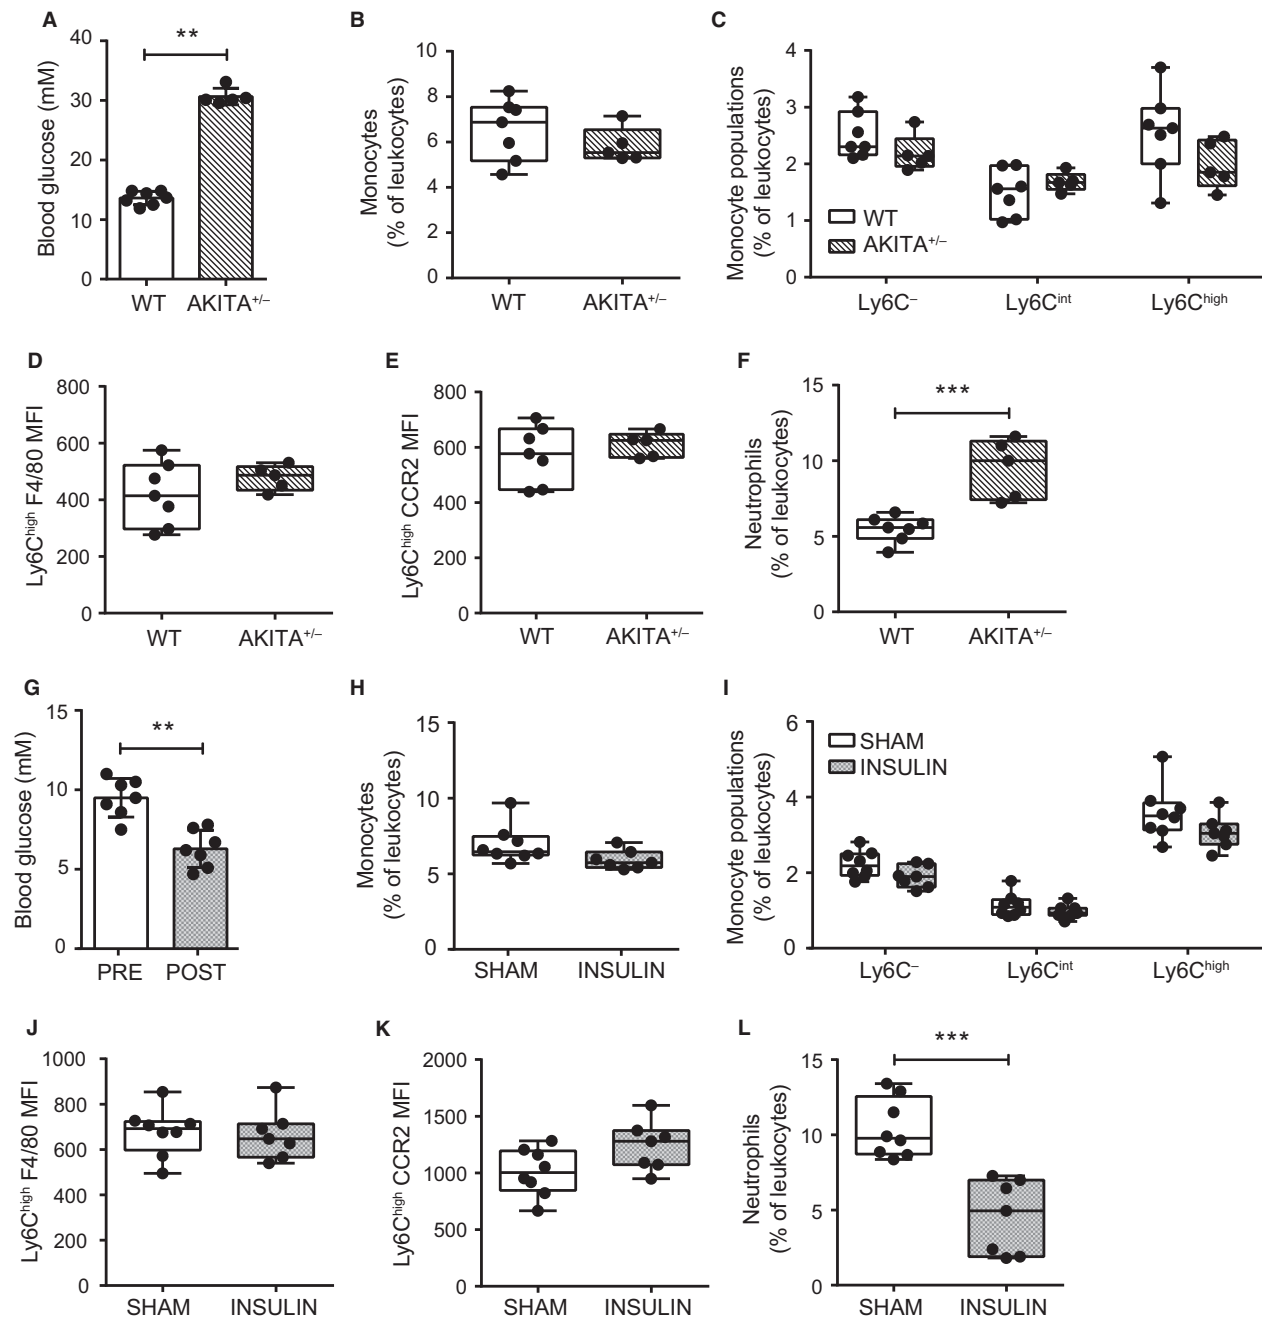 A
Blood glucose (mM)
40
30
20
10
0
**
WT
AKITA+/–
B
Monocytes
(% of leukocytes)
10
8
6
4
2
0
WT
AKITA+/–
C
Monocyte populations
(% of leukocytes)
4
3
2
1
0
WT
AKITA+/–
Ly6C–
Ly6Cint
Ly6Chigh
D
Ly6Chigh F4/80 MFI
800
600
400
200
0
WT
AKITA+/–
E
Ly6Chigh CCR2 MFI
800
600
400
200
0
WT
AKITA+/–
F
Neutrophils
(% of leukocytes)
15
10
5
0
***
WT
AKITA+/–
G
Blood glucose (mM)
15
10
5
0
**
PRE
POST
H
Monocytes
(% of leukocytes)
15
10
5
0
SHAM
INSULIN
I
Monocyte populations
(% of leukocytes)
6
4
2
0
SHAM
INSULIN
Ly6C–
Ly6Cint
Ly6Chigh
J
Ly6Chigh F4/80 MFI
1000
800
600
400
200
0
SHAM
INSULIN
K
Ly6Chigh CCR2 MFI
2000
1500
1000
500
0
SHAM
INSULIN
L
Neutrophils
(% of leukocytes)
15
10
5
0
***
SHAM
INSULIN